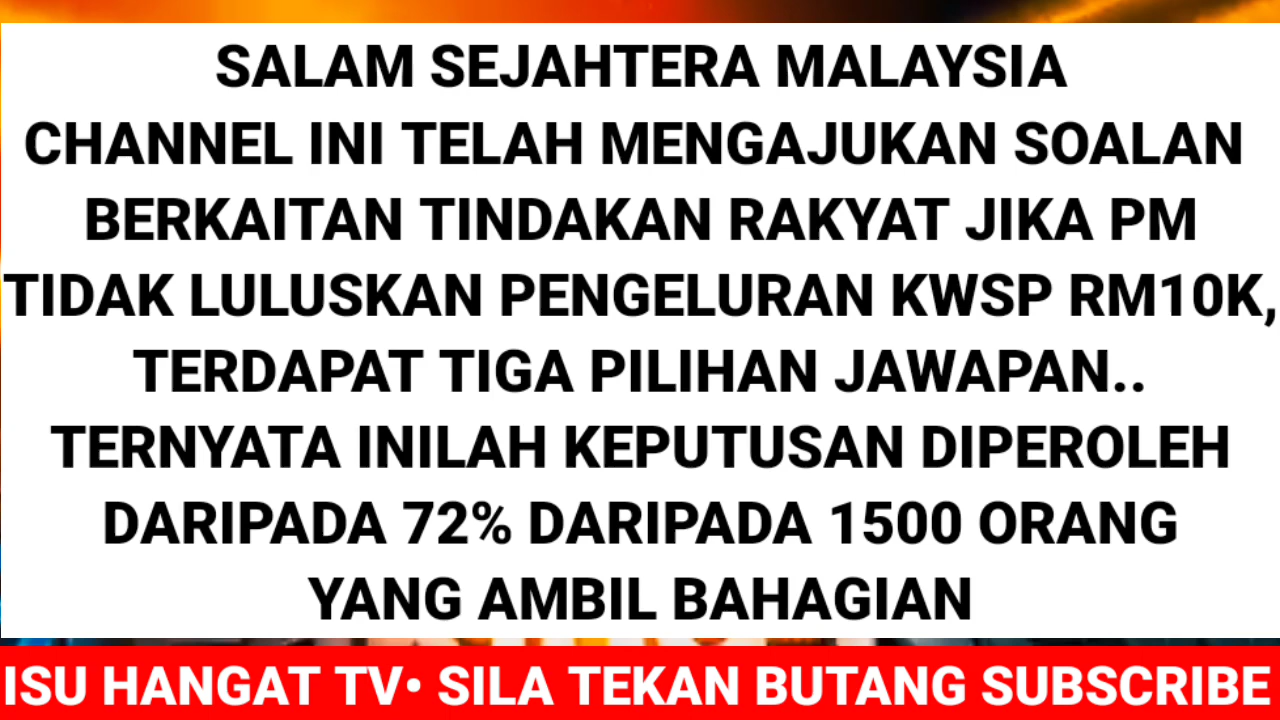 SALAM SEJAHTERA MALAYSIA
CHANNEL INI TELAH MENGAJUKAN SOALAN
BERKAITAN TINDAKAN RAKYAT JIKA PM
TIDAK LULUSKAN PENGELURAN KWSP RM10K,
TERDAPAT TIGA PILIHAN JAWAPAN..
TERNYATA INILAH KEPUTUSAN DIPEROLEH
DARIPADA 72% DARIPADA 1500 ORANG
YANG AMBIL BAHAGIAN
ISU HANGAT TV• SILA TEKAN BUTANG SUBSCRIBE